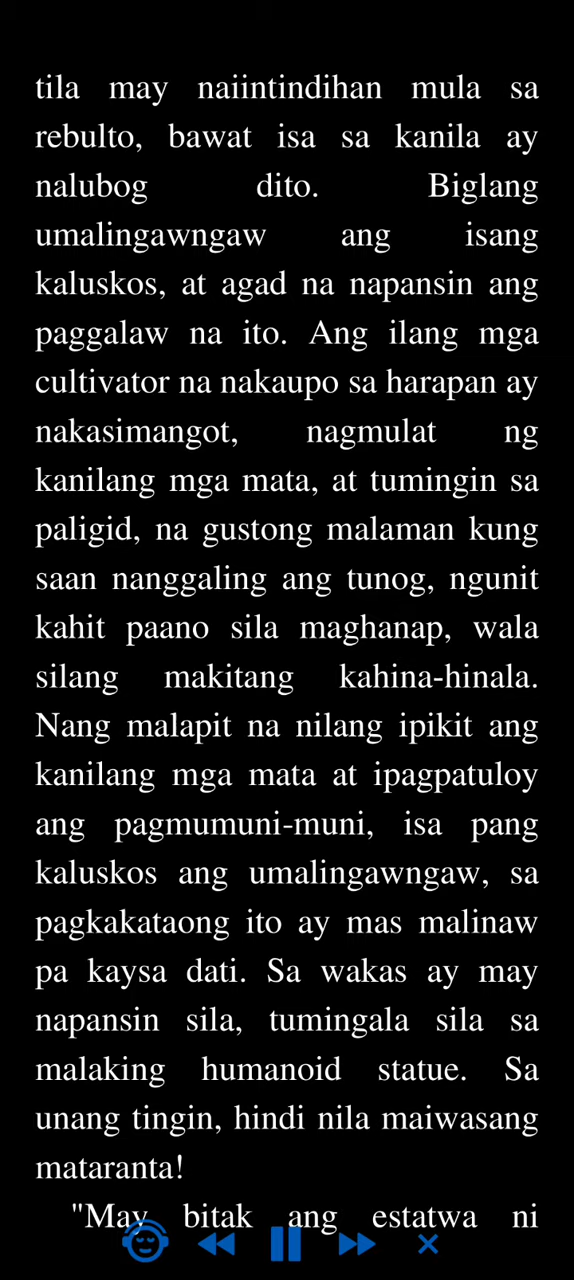 tila may naiintindihan mula sa
rebulto, bawat isa sa kanila ay
nalubog dito. Biglang
umalingawngaw ang isang
kaluskos, at agad na napansin ang
paggalaw na ito. Ang ilang mga
cultivator na nakaupo sa harapan ay
nakasimangot, nagmulat ng
kanilang mga mata, at tumingin sa
paligid, na gustong malaman kung
saan nanggaling ang tunog, ngunit
kahit paano sila maghanap, wala
silang makitang kahina-hinala.
Nang malapit na nilang ipikit ang
kanilang mga mata at ipagpatuloy
ang pagmumuni-muni, isa pang
kaluskos ang umalingawngaw, sa
pagkakataong ito ay mas malinaw
pa kaysa dati. Sa wakas ay may
napansin sila, tumingala sila sa
malaking humanoid statue. Sa
unang tingin, hindi nila maiwasang
mataranta!
"May bitak ang estatwa ni